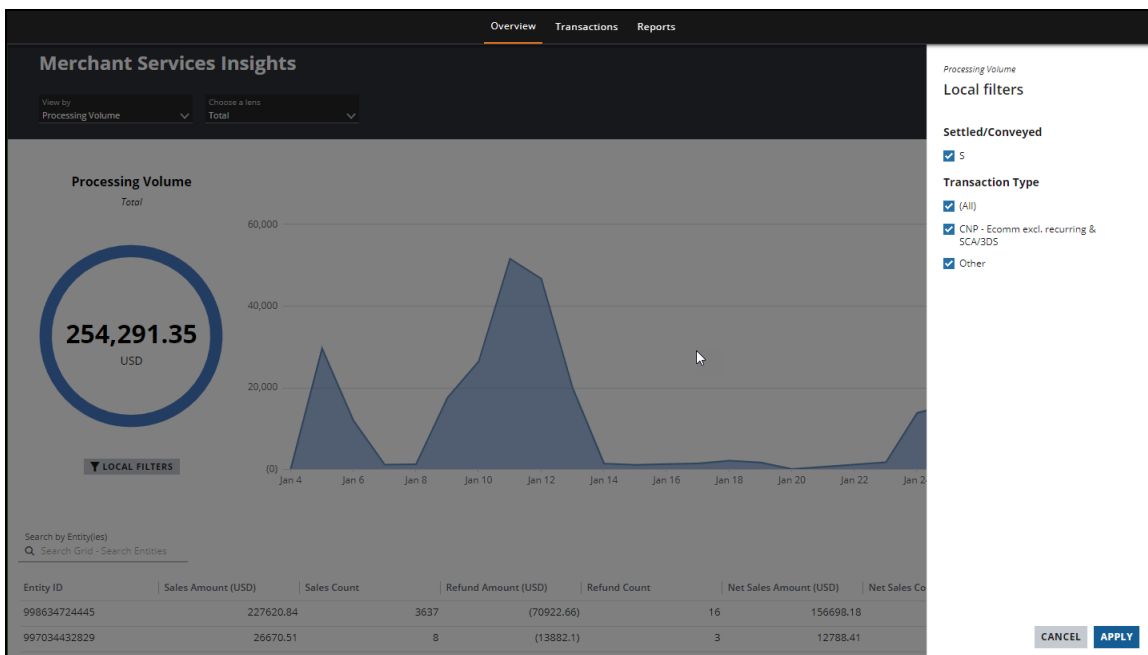 Overview Transactions Reports
Merchant Services Insights
View by
Processing Volume
Choose a lens
Total
Processing Volume
Total
254,291.35
USD
LOCAL FILTERS
60,000
40,000
20,000
(0)
Jan 4 Jan 6 Jan 8 Jan 10 Jan 12 Jan 14 Jan 16 Jan 18 Jan 20 Jan 22 Jan 2
Search by Entity(ies)
Search Grid - Search Entities
Entity ID Sales Amount (USD) Sales Count Refund Amount (USD) Refund Count Net Sales Amount (USD) Net Sales Co
998634724445 227620.84 3637 (70922.66) 16 156698.18
997034432829 26670.51 8 (13882.1) 3 12788.41
Processing Volume
Local filters
Settled/Conveyed
S
Transaction Type
(All)
CNP - Ecomm excl. recurring &
SCA/3DS
Other
CANCEL APPLY